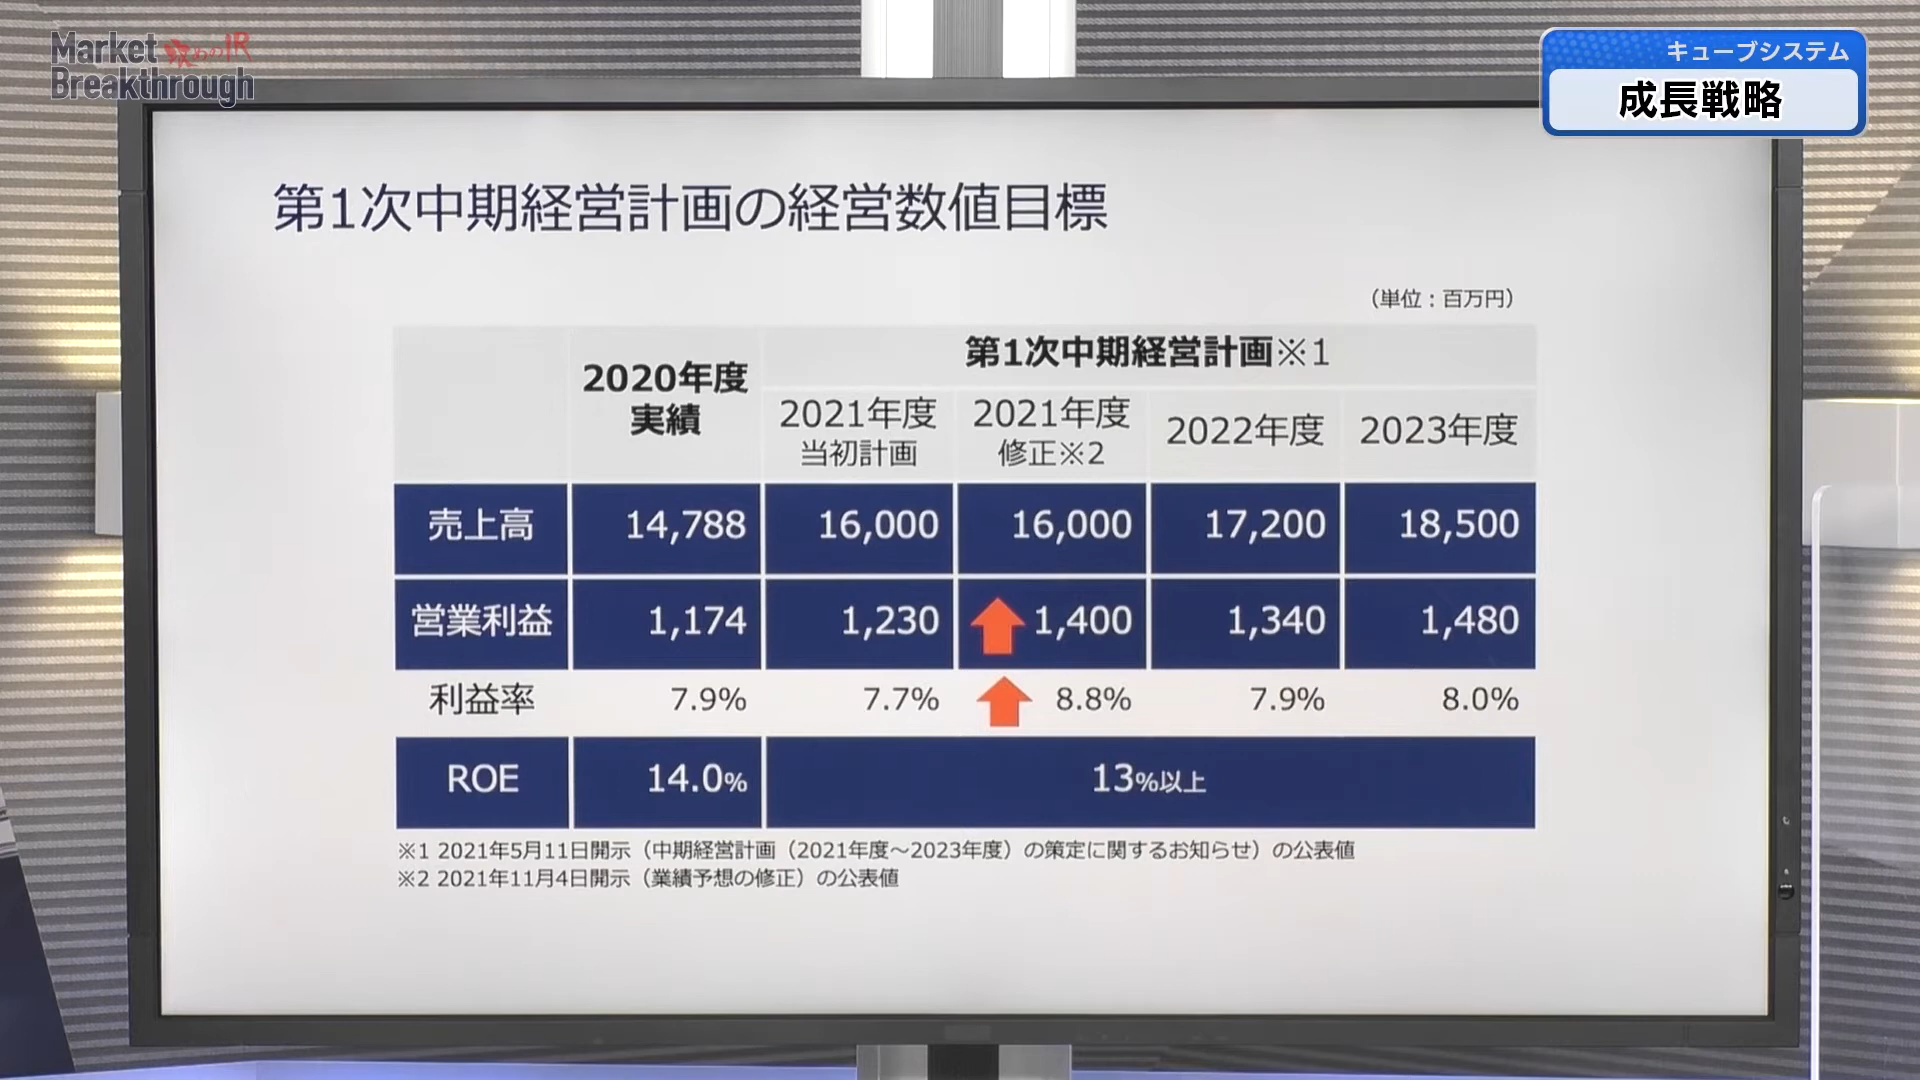 Market 攻めのIR
Breakthrough
キューブシステム
成長戦略
第1次中期経営計画の経営数値目標
（単位：百万円）
2020年度
実績
第1次中期経営計画※1
2021年度
当初計画
2021年度
修正※2
2022年度
2023年度
売上高 14,788 16,000 16,000 17,200 18,500
営業利益 1,174 1,230 1,400 1,340 1,480
利益率 7.9% 7.7% 8.8% 7.9% 8.0%
ROE 14.0% 13%以上
※1 2021年5月11日開示（中期経営計画（2021年度～2023年度）の策定に関するお知らせ）の公表値
※2 2021年11月4日開示（業績予想の修正）の公表値